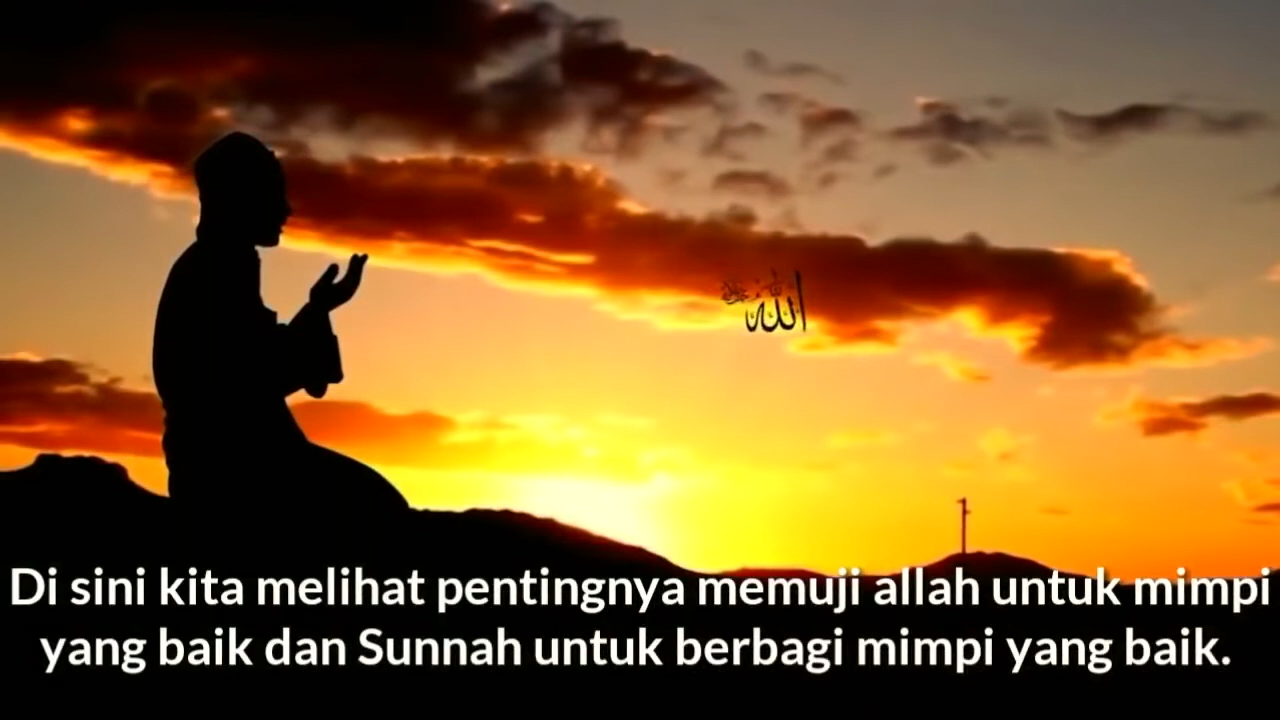 الله
Di sini kita melihat pentingnya memuji allah untuk mimpi
yang baik dan Sunnah untuk berbagi mimpi yang baik.